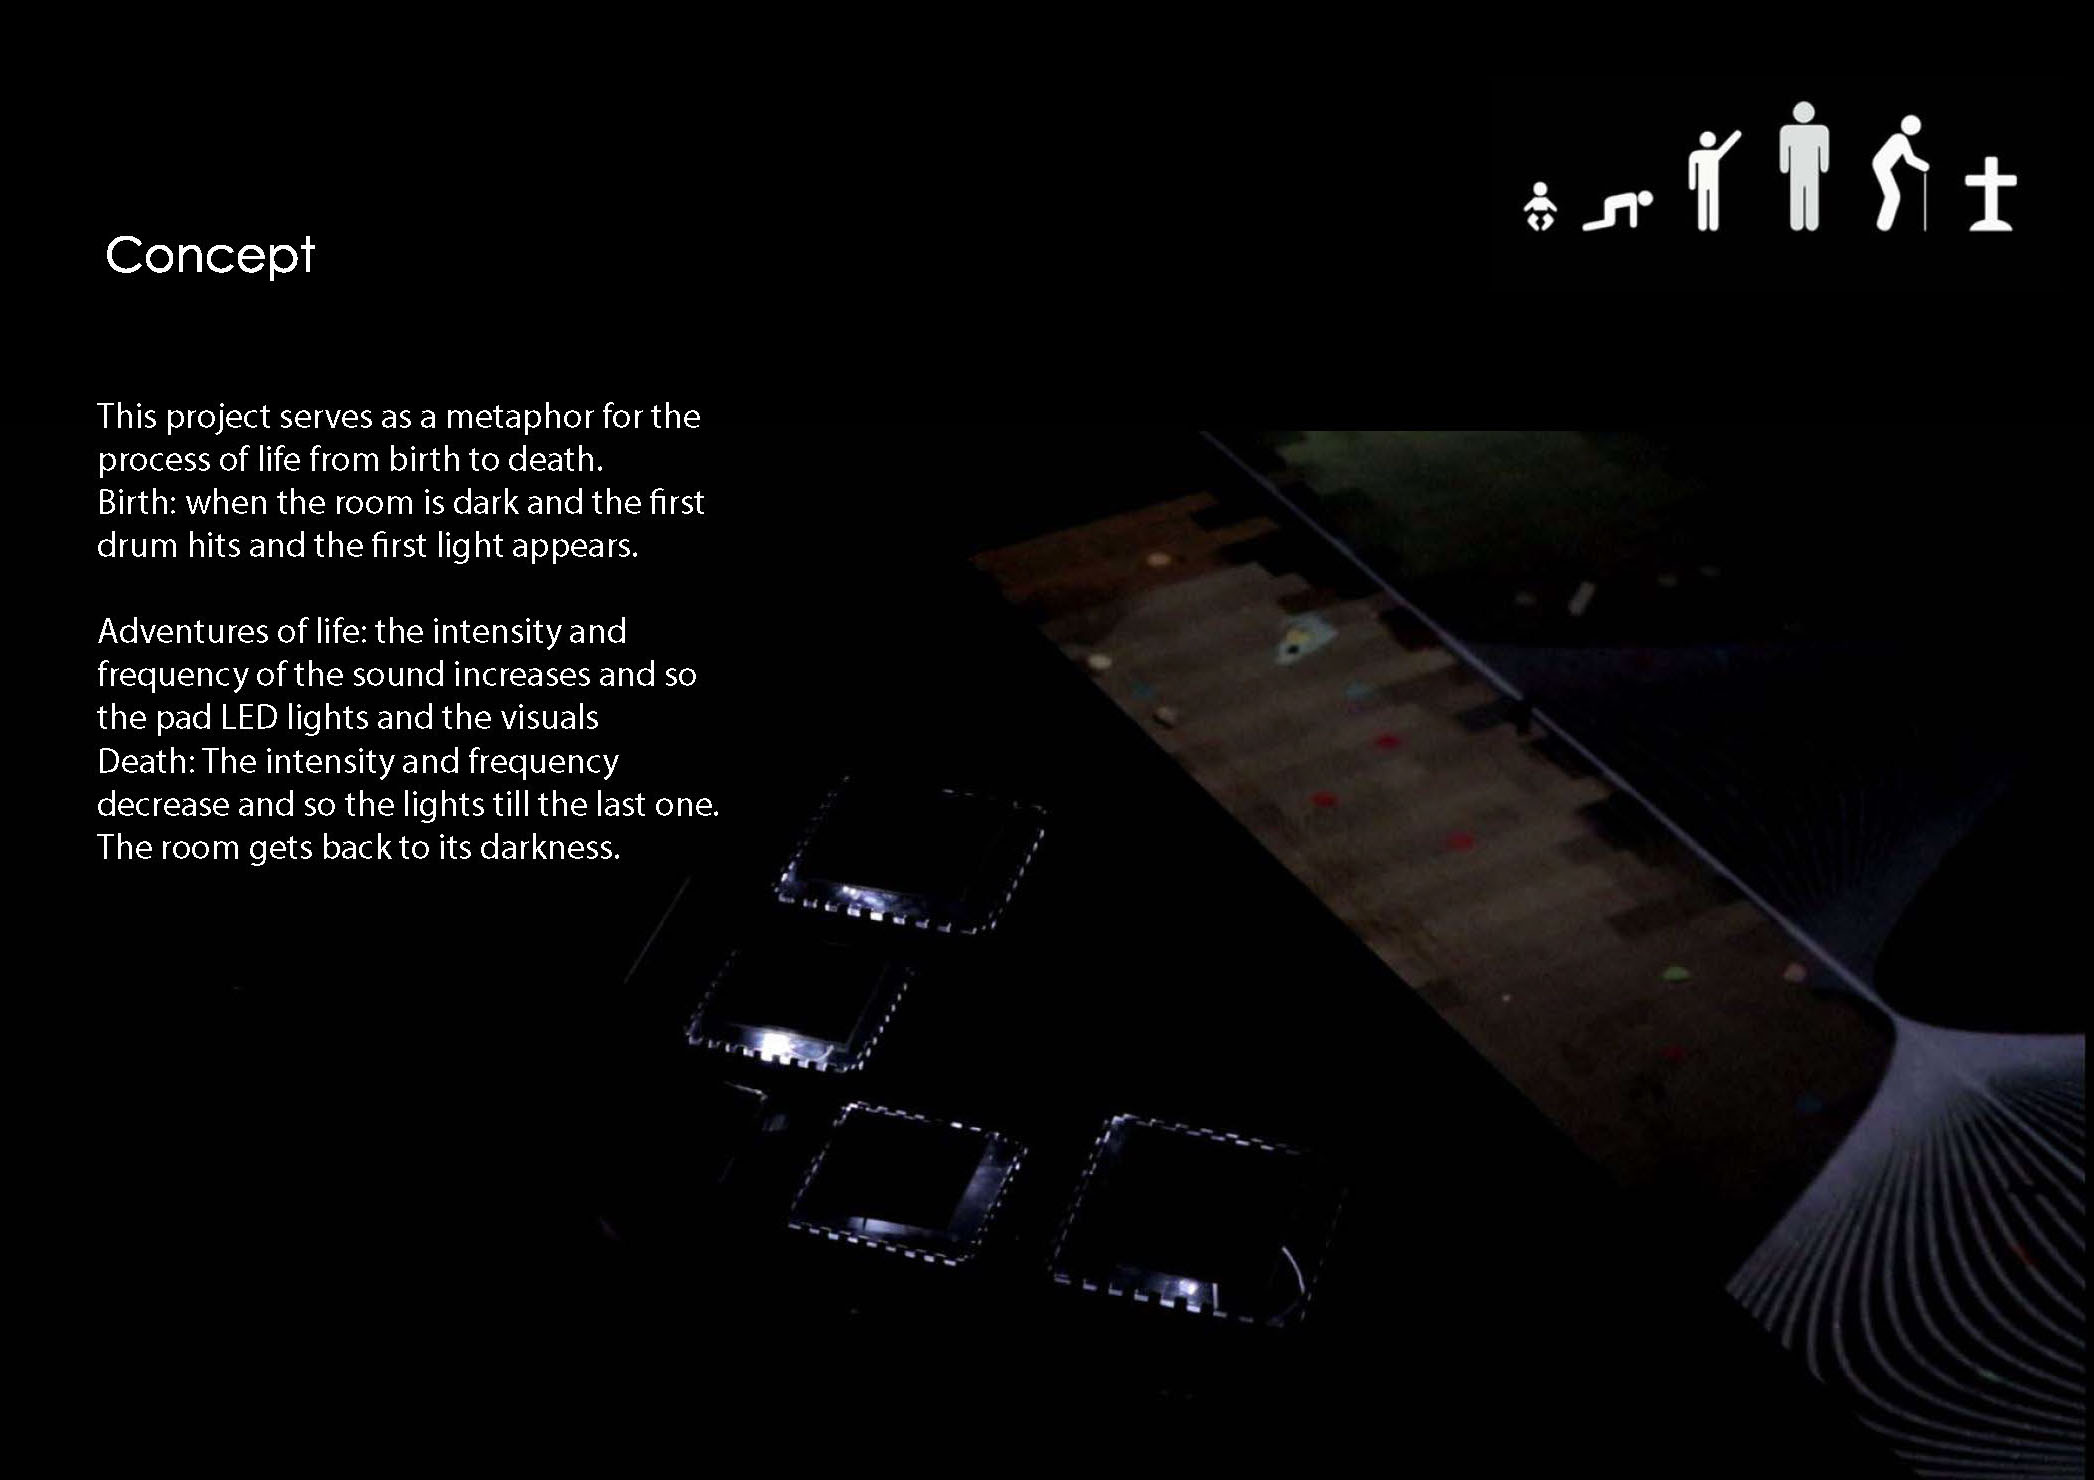 Concept
This project serves as a metaphor for the
process of life from birth to death.
Birth: when the room is dark and the first
drum hits and the first light appears.
Adventures of life: the intensity and
frequency of the sound increases and so
the pad LED lights and the visuals
Death: The intensity and frequency
decrease and so the lights till the last one.
The room gets back to its darkness.